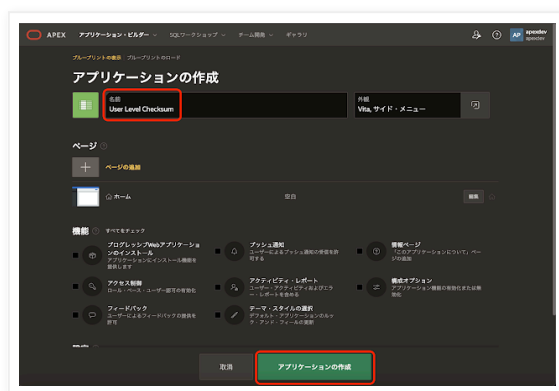 APEX アプリケーション・ビルダー SQLワークショップ チーム開発 ギャラリ AP apexdev
apexdev
ブループリントの表示 ブループリントのロード
アプリケーションの作成
名前
User Level Checksum
外観
Vita, サイド・メニュー
ページ
ページの追加
ホーム 空白 編集
機能 すべてをチェック
プログレッシブWebアプリケーションのインストール
アプリケーションにインストール機能を提供します
プッシュ通知
ユーザーによるプッシュ通知の受信を許可する
情報ページ
「このアプリケーションについて」ページの追加
アクセス制御
ロール・ベース・ユーザー認可の有効化
アクティビティ・レポート
ユーザー・アクティビティおよびエラー・レポートを含める
構成オプション
アプリケーション機能の有効化または無効化
フィードバック
ユーザーによるフィードバックの提供を許可
テーマ・スタイルの選択
デフォルト・アプリケーションのルック・アンド・フィールの更新
取消 アプリケーションの作成